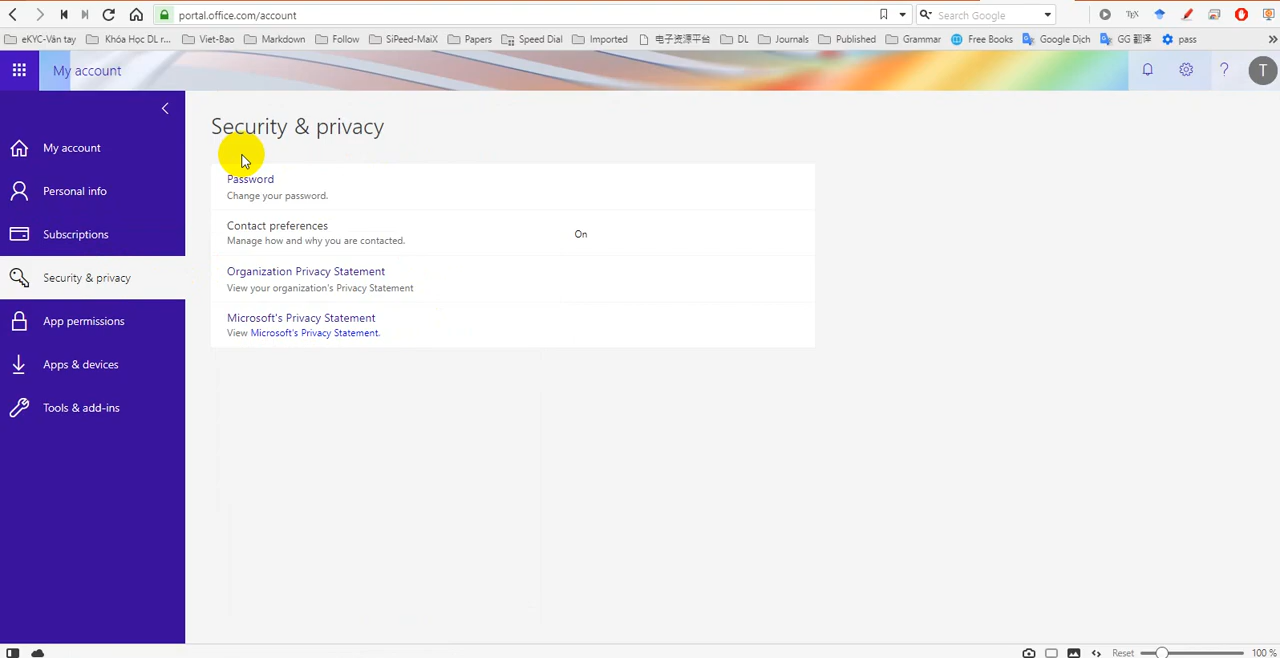 portal.office.com/account
Search Google
TEX
eKYC-Vân tay
Khóa Học DL r...
Viet-Bao
Markdown
Follow
SiPeed-MaiX
Papers
Speed Dial
Imported
电子资源平台
DL
Journals
Published
Grammar
Free Books
Google Dịch
GG 翻译
pass
My account
?
T
Security & privacy
My account
Personal info
Subscriptions
Security & privacy
App permissions
Apps & devices
Tools & add-ins
Password
Change your password.
Contact preferences
Manage how and why you are contacted.
On
Organization Privacy Statement
View your organization's Privacy Statement
Microsoft's Privacy Statement
View Microsoft's Privacy Statement.
Reset
100 %